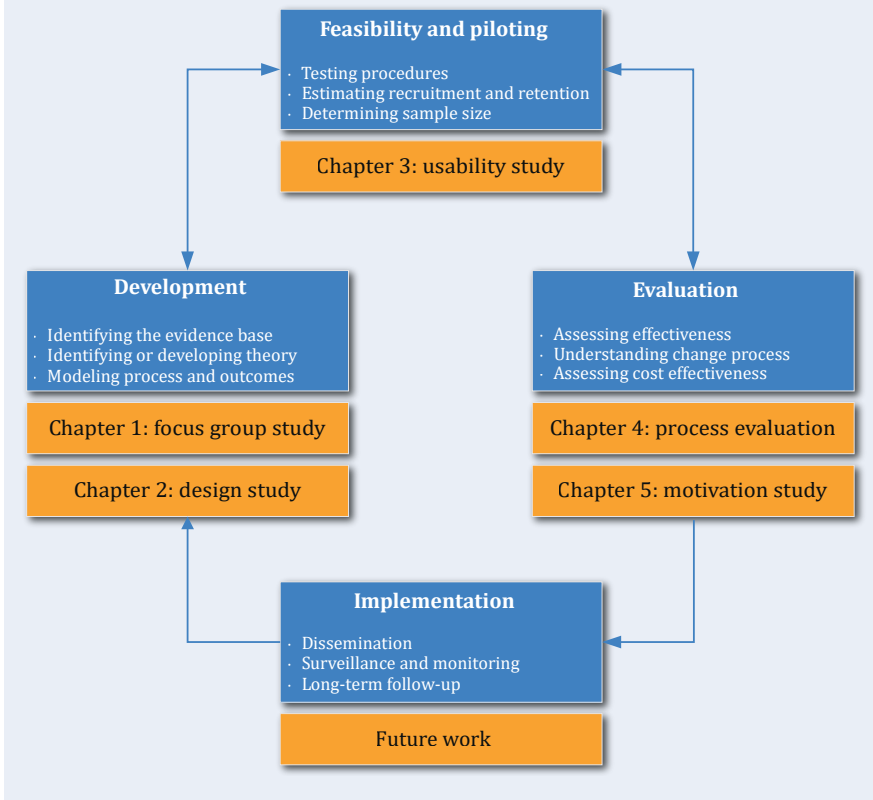 Feasibility and piloting
· Testing procedures
· Estimating recruitment and retention
· Determining sample size
Chapter 3: usability study
Development
· Identifying the evidence base
· Identifying or developing theory
· Modeling process and outcomes
Chapter 1: focus group study
Chapter 2: design study
Evaluation
· Assessing effectiveness
· Understanding change process
· Assessing cost effectiveness
Chapter 4: process evaluation
Chapter 5: motivation study
Implementation
· Dissemination
· Surveillance and monitoring
· Long-term follow-up
Future work